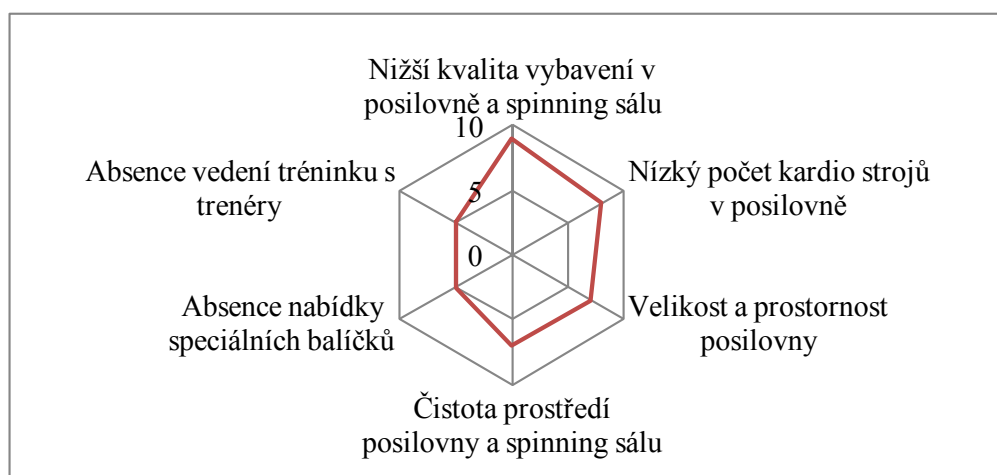 Nižší kvalita vybavení v
posilovně a spinning sálu
10
Absence vedení tréninku s
trenéry
Nízký počet kardio strojů
v posilovně
5
0
Absence nabídky
speciálních balíčků
Velikost a prostornost
posilovny
Čistota prostředí
posilovny a spinning sálu